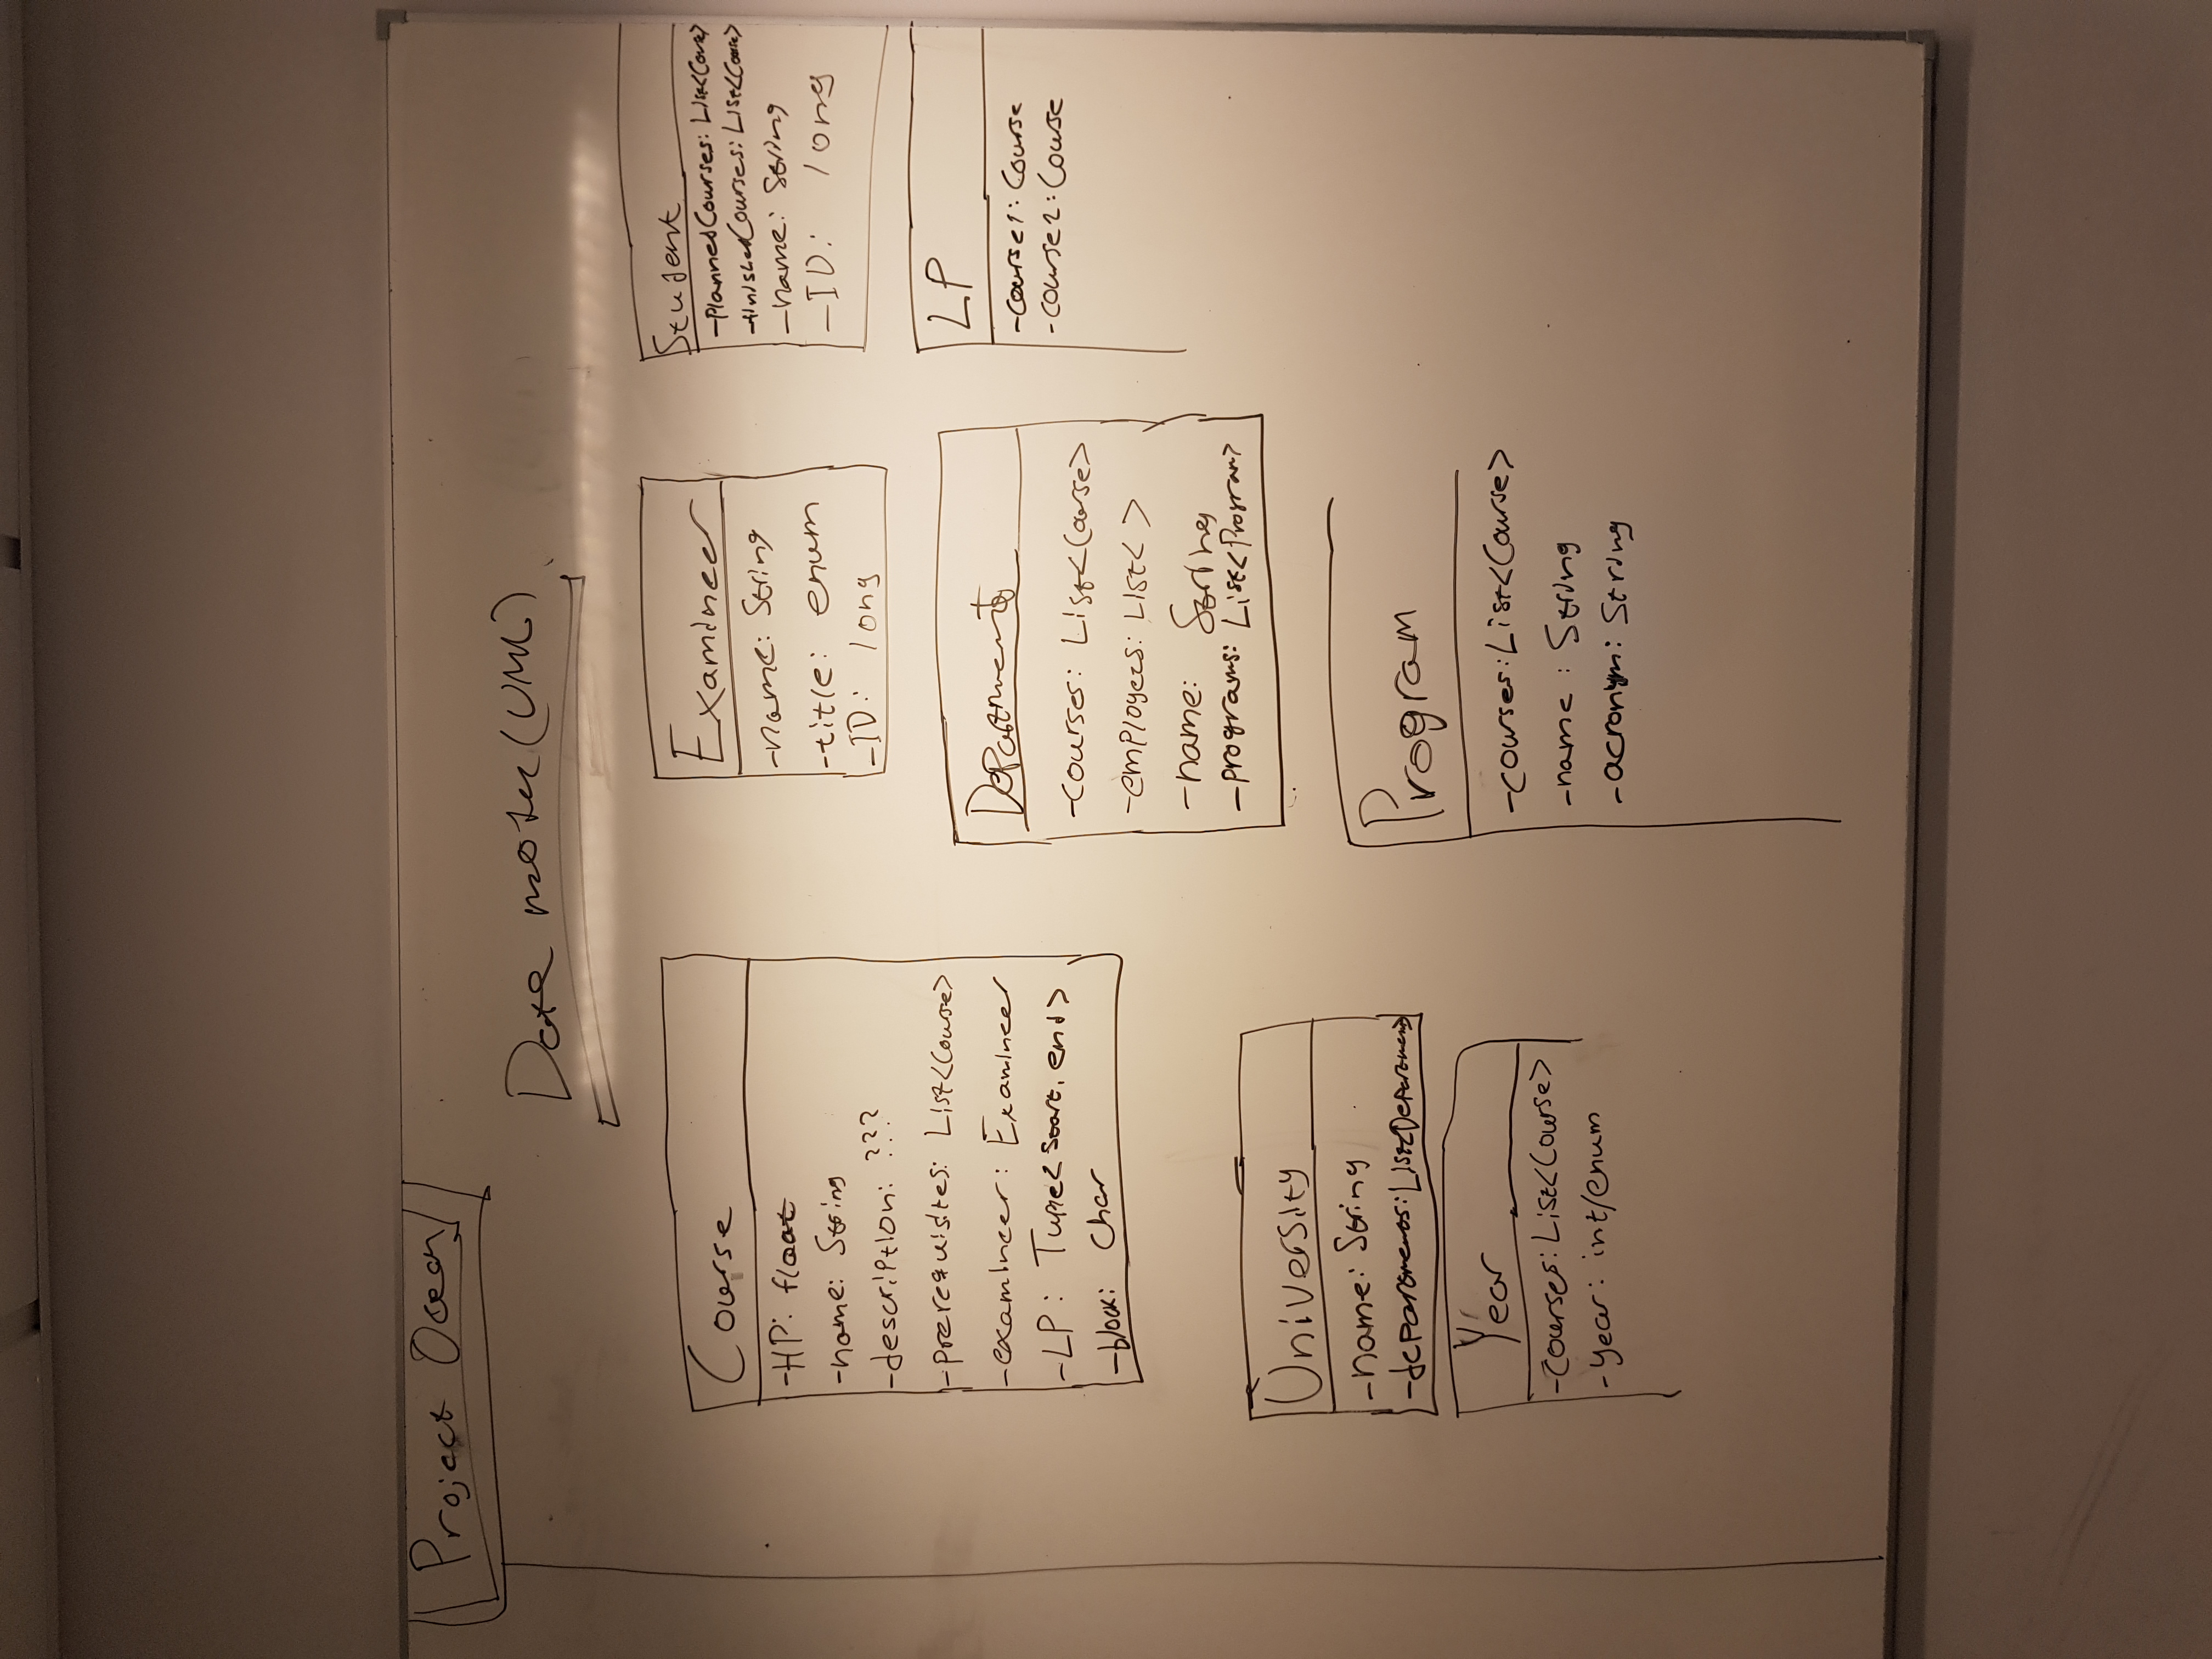 Project Ocean
Data model (UML)
Course
-HP: float
-name: String
-description: ???
-prerequisites: List<Course>
-examineer: Examineer
-LP: Tuple<start, end>
-block: Char
Examineer
-name: String
-title: enum
-ID: long
Student
-plannedCourses: List<Course>
-finishedCourses: List<Course>
-name: String
-ID: long
Department
-courses: List<Course>
-employees: List< >
-name: String
-programs: List<Program>
LP
-course1: Course
-course2: Course
University
-name: String
-departments: List<Department>
Year
-courses: List<Course>
-year: int/enum
Program
-courses: List<Course>
-name: String
-acronym: String